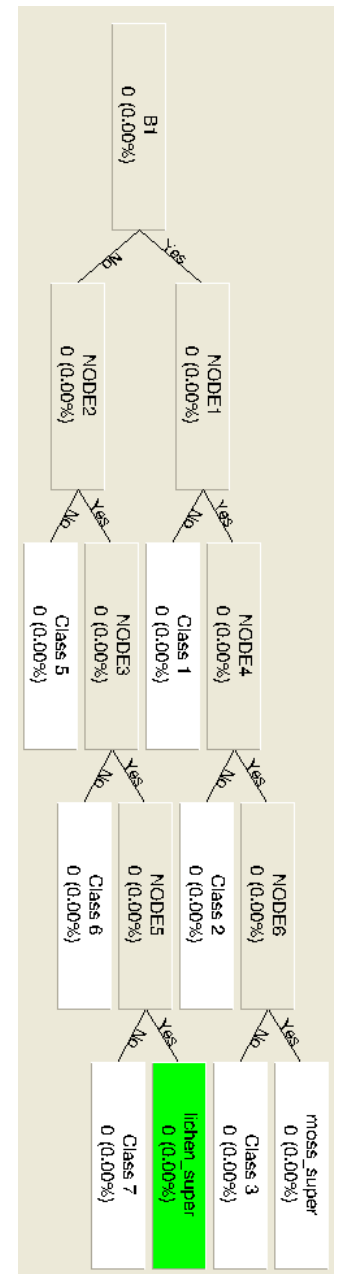 B1
0 (0.00%)
Yes
No
NODE1
0 (0.00%)
NODE2
0 (0.00%)
Yes
No
Yes
No
NODE4
0 (0.00%)
Class 1
0 (0.00%)
NODE3
0 (0.00%)
Class 5
0 (0.00%)
Yes
No
Yes
No
NODE6
0 (0.00%)
Class 2
0 (0.00%)
NODE5
0 (0.00%)
Class 6
0 (0.00%)
Yes
No
Yes
No
moss_super
0 (0.00%)
Class 3
0 (0.00%)
lichen_super
0 (0.00%)
Class 7
0 (0.00%)